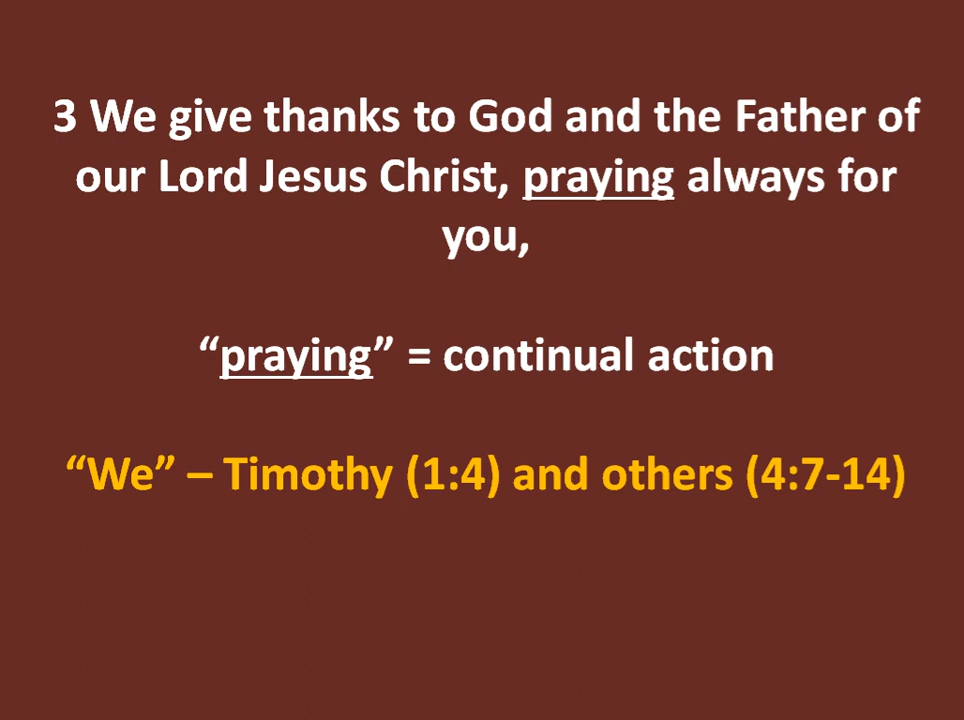 3 We give thanks to God and the Father of
our Lord Jesus Christ, praying always for
you,
“praying” = continual action
“We” – Timothy (1:4) and others (4:7-14)